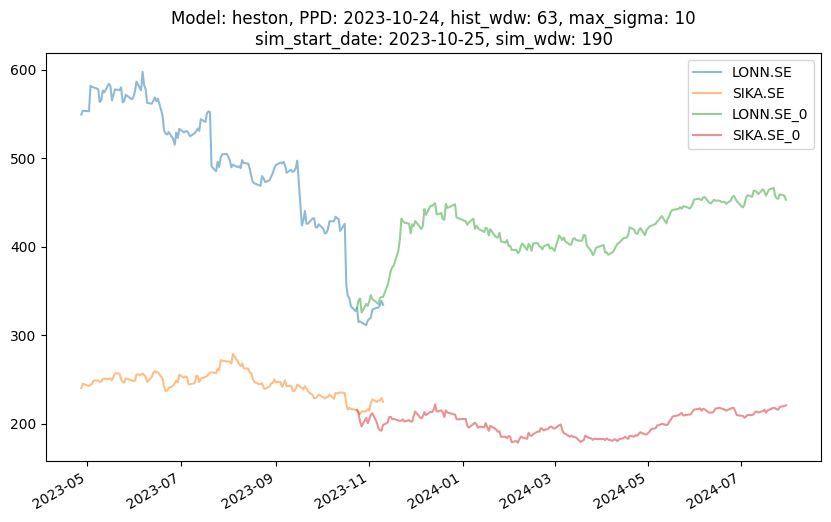 Model: heston, PPD: 2023-10-24, hist_wdw: 63, max_sigma: 10
sim_start_date: 2023-10-25, sim_wdw: 190
LONN.SE
SIKA.SE
LONN.SE_0
SIKA.SE_0
600
500
400
300
200
2023-05
2023-07
2023-09
2023-11
2024-01
2024-03
2024-05
2024-07